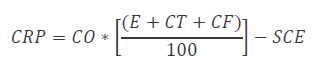 CRP = CO * [(E + CT + CF) / 100] − SCE